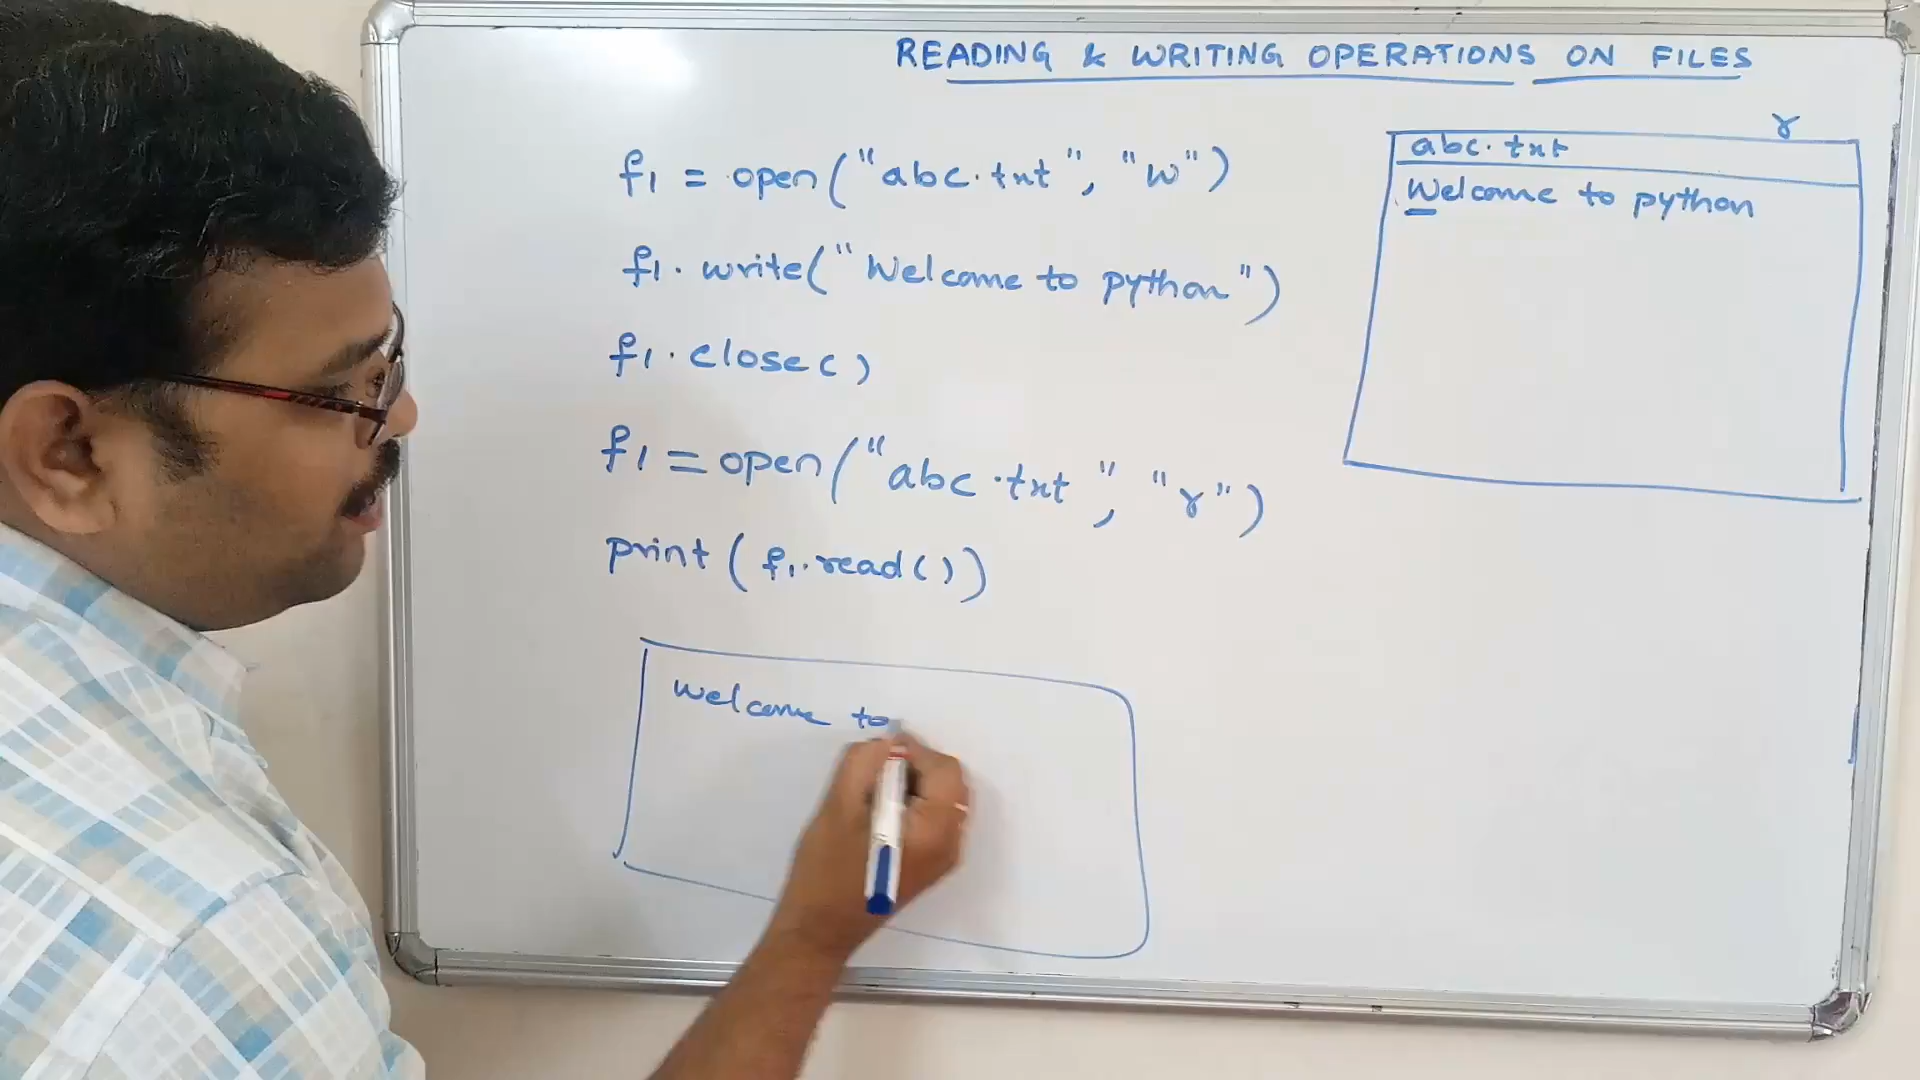 READING & WRITING OPERATIONS ON FILES
f1 = open("abc.txt", "w")
f1.write("Welcome to python")
f1.close()
f1 = open("abc.txt", "r")
print(f1.read())
Welcome to
r
abc.txt
Welcome to python